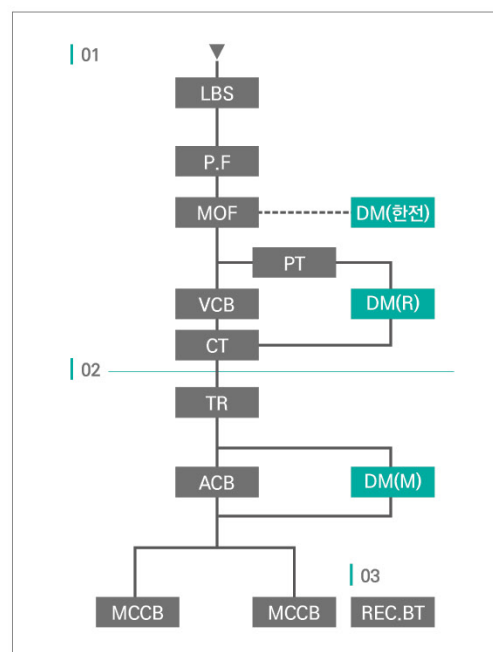 01
LBS
P.F
MOF
DM(한전)
PT
VCB
DM(R)
CT
02
TR
ACB
DM(M)
03
MCCB
MCCB
REC.BT